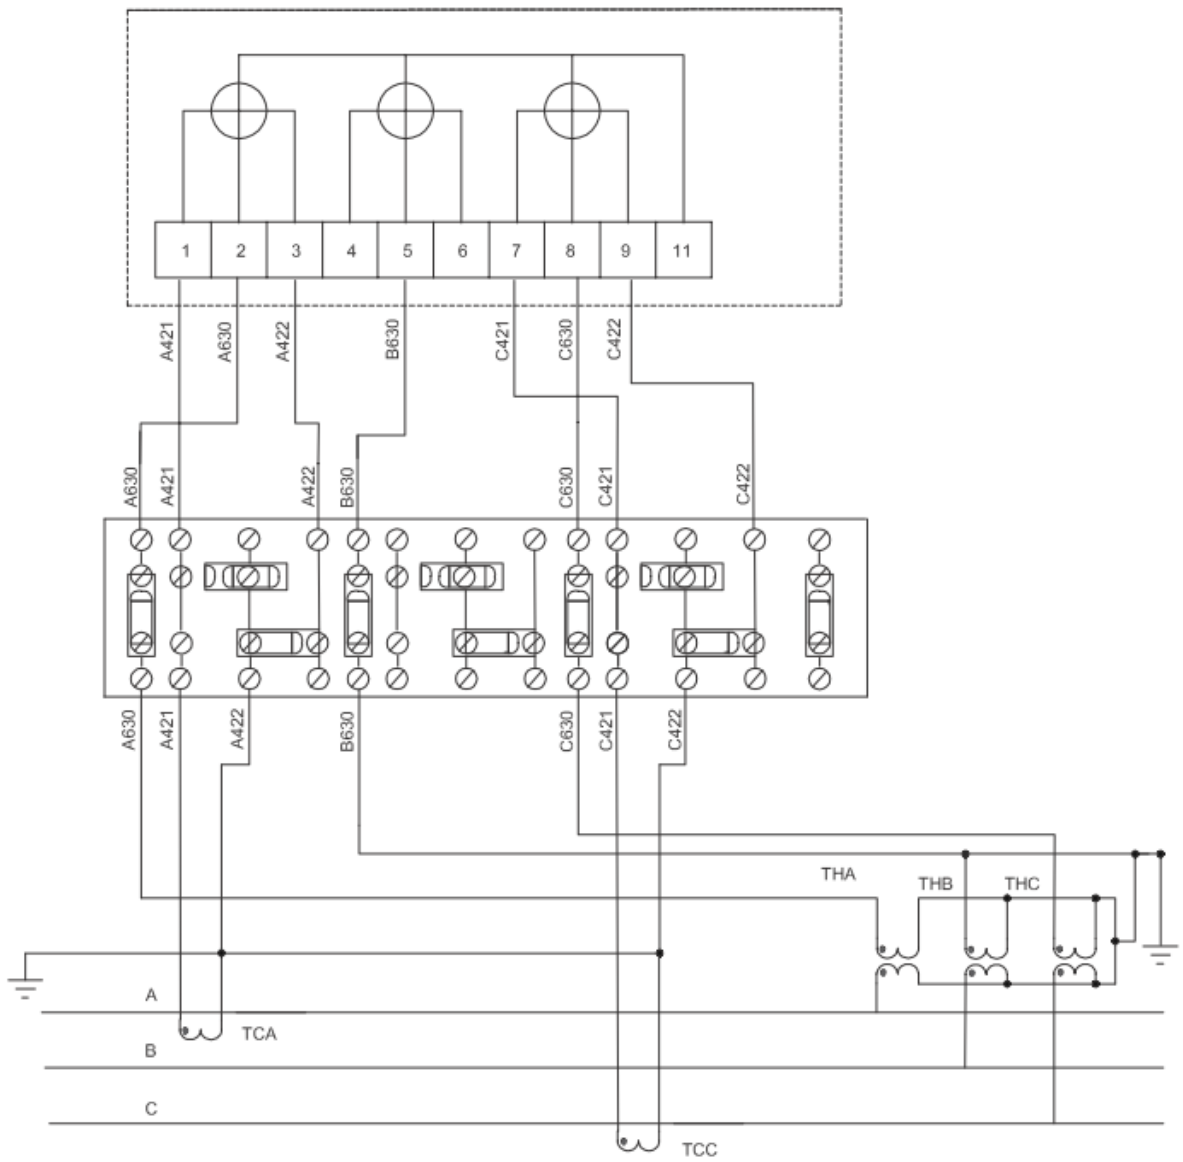 1 2 3 4 5 6 7 8 9 11
A421 A630 A422 B630 C421 C630 C422
A630 A421 A422 B630 C630 C421 C422
A630 A421 A422 B630 C630 C421 C422
THA THB THC
A
TCA
B
C
TCC